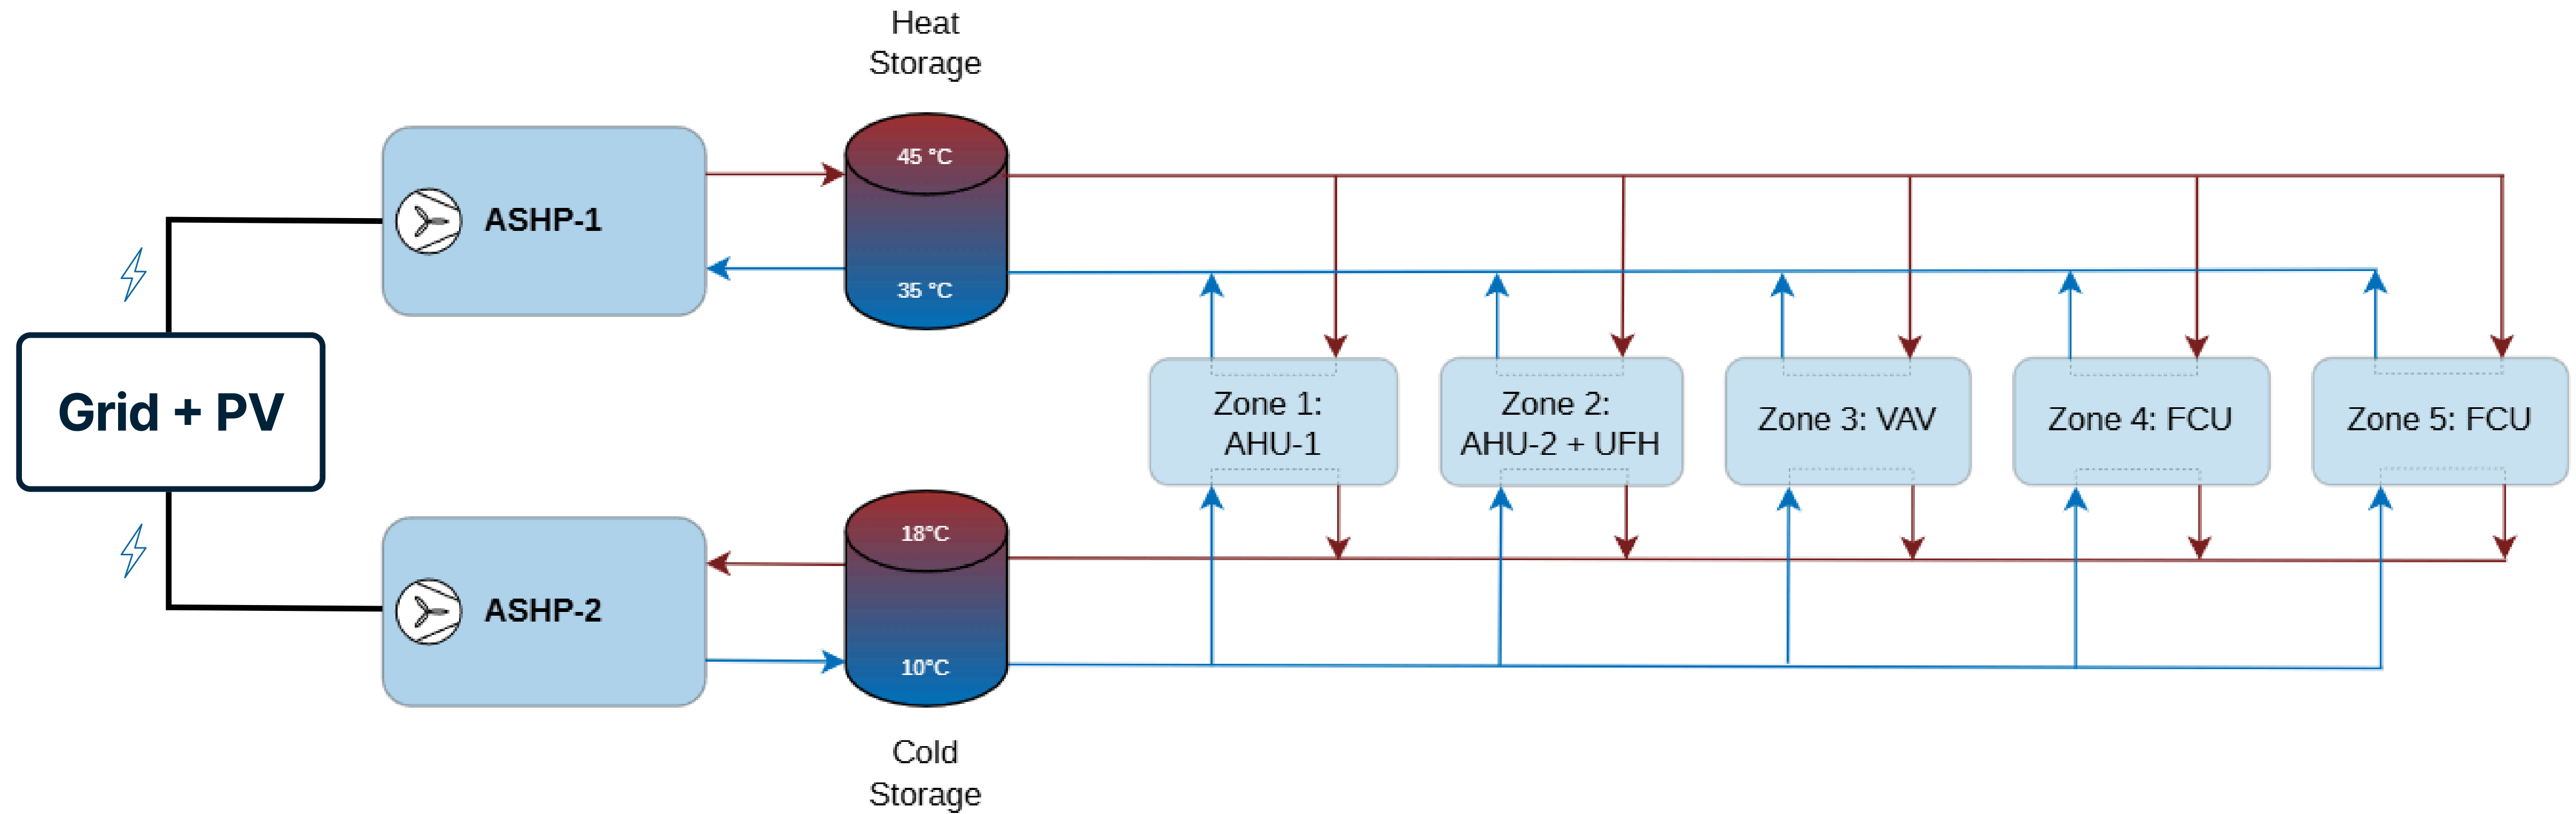 Heat
Storage
45 °C
ASHP-1
35 °C
Grid + PV
Zone 1:
AHU-1
Zone 2:
AHU-2 + UFH
Zone 3: VAV
Zone 4: FCU
Zone 5: FCU
18°C
ASHP-2
10°C
Cold
Storage